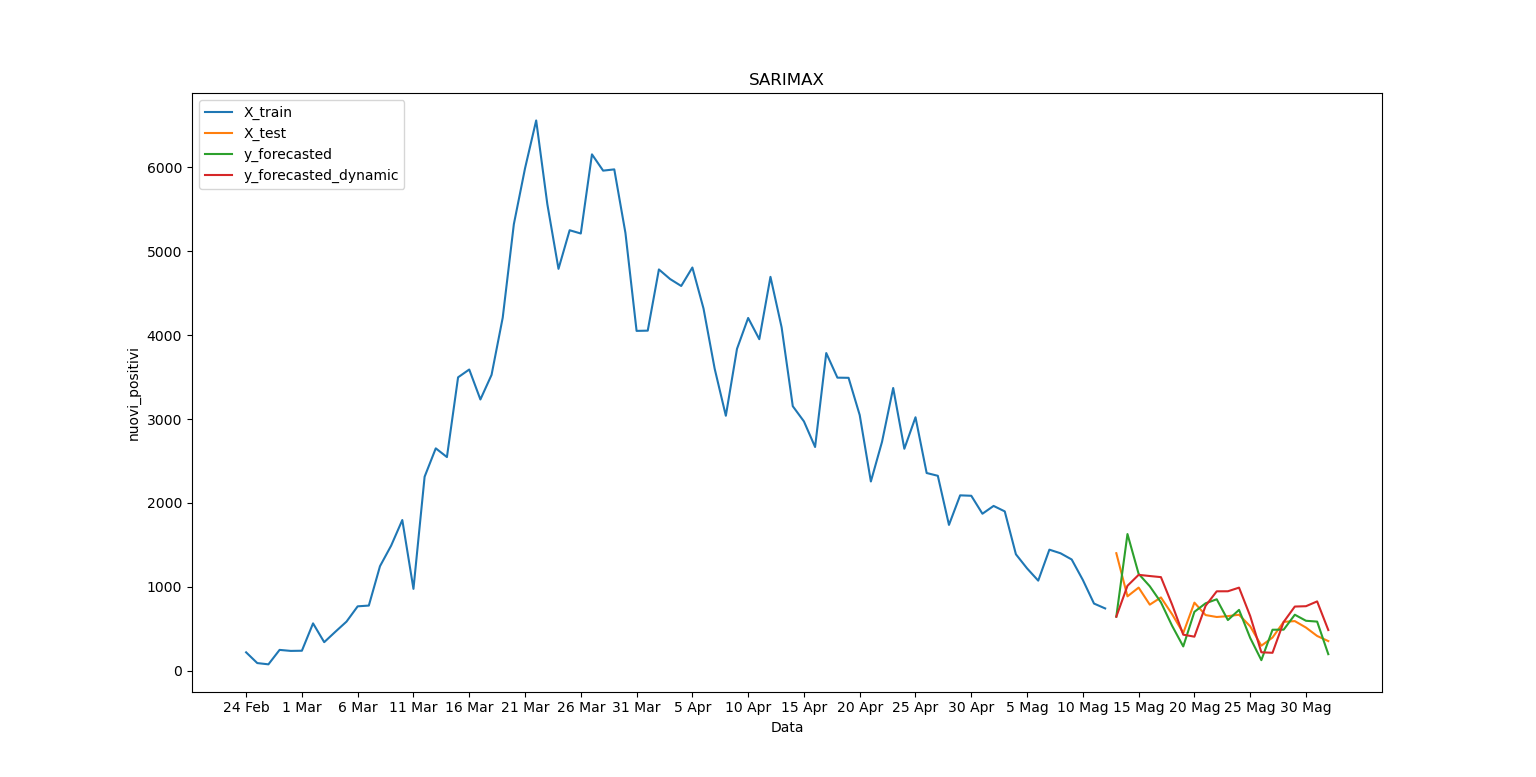 SARIMAX
X_train
X_test
y_forecasted
y_forecasted_dynamic
nuovi_positivi
6000
5000
4000
3000
2000
1000
0
24 Feb 1 Mar 6 Mar 11 Mar 16 Mar 21 Mar 26 Mar 31 Mar 5 Apr 10 Apr 15 Apr 20 Apr 25 Apr 30 Apr 5 Mag 10 Mag 15 Mag 20 Mag 25 Mag 30 Mag
Data